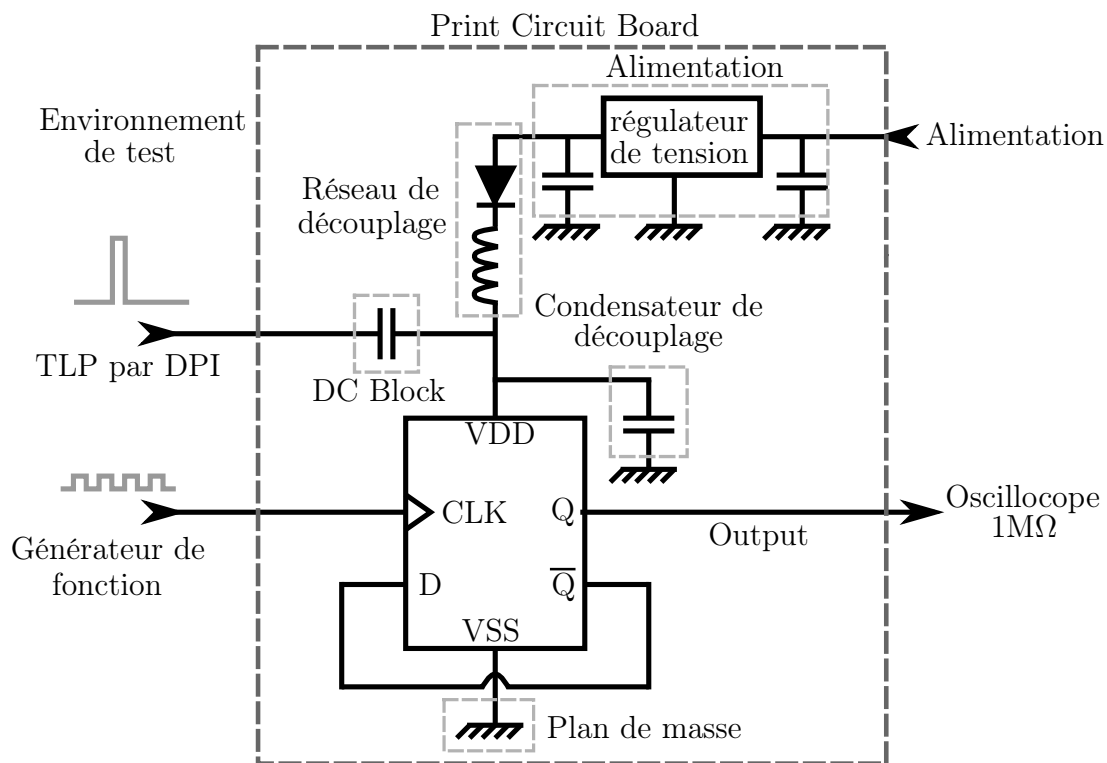 Print Circuit Board
Alimentation
Environnement
de test
régulateur
de tension
Alimentation
Réseau de
découplage
Condensateur de
découplage
TLP par DPI
DC Block
VDD
CLK
Q
Output
Oscillocope
1MΩ
Générateur de
fonction
D
Q̅
VSS
Plan de masse